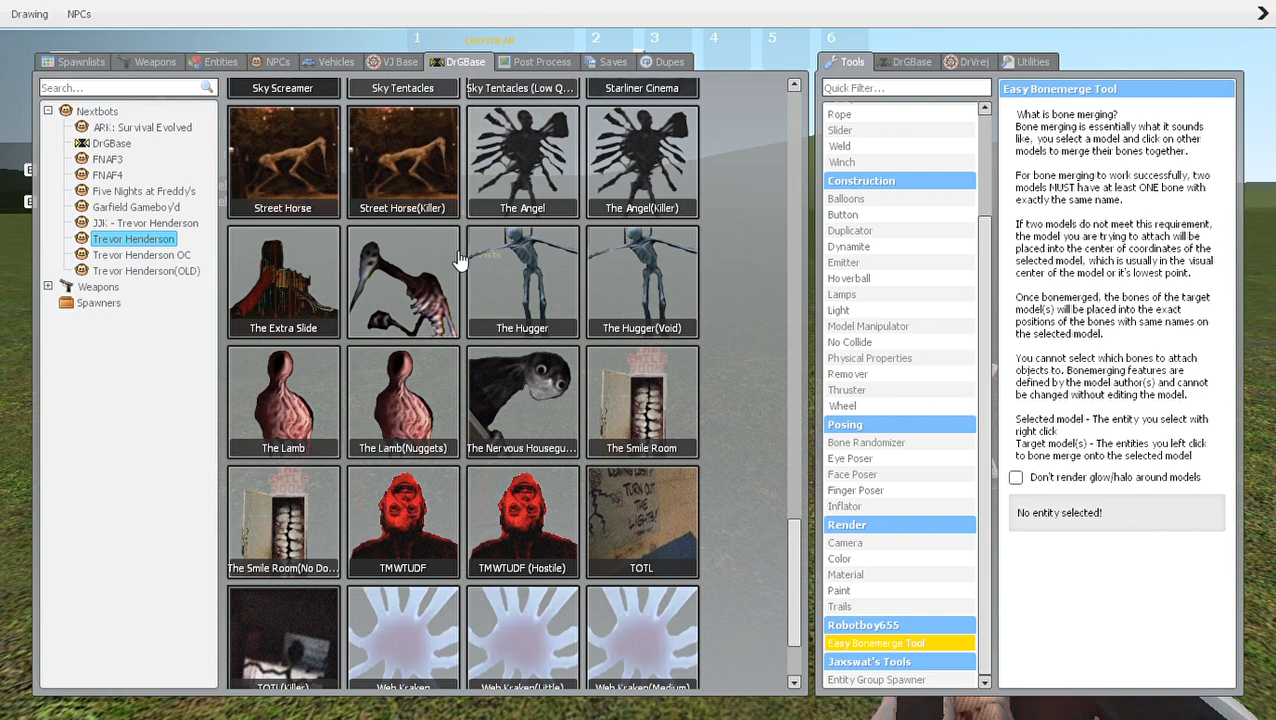 Drawing NPCs
1 CROWBAR 2 3 4 5 6
Spawnlists Weapons Entities NPCs Vehicles VJ Base DrGBase Post Process Saves Dupes
Search...
Nextbots
ARK: Survival Evolved
DrGBase
FNAF3
FNAF4
Five Nights at Freddy's
Garfield Gameboy'd
JJK - Trevor Henderson
Trevor Henderson
Trevor Henderson OC
Trevor Henderson(OLD)
Weapons
Spawners
Sky Screamer Sky Tentacles Sky Tentacles (Low Q... Starliner Cinema
Street Horse Street Horse(Killer) The Angel The Angel(Killer)
The Extra Slide The Hugger The Hugger(Void)
The Lamb The Lamb(Nuggets) The Nervous Housegu... The Smile Room
The Smile Room(No Do... TMWTUDF TMWTUDF (Hostile) TOTL
TURN OUT
THE
LIGHTS!
TOTL(Killer) Web Kraken Web Kraken(Little) Web Kraken(Medium)
Tools DrGBase DrVrej Utilities
Quick Filter...
Rope
Slider
Weld
Winch
Construction
Balloons
Button
Duplicator
Dynamite
Emitter
Hoverball
Lamps
Light
Model Manipulator
No Collide
Physical Properties
Remover
Thruster
Wheel
Posing
Bone Randomizer
Eye Poser
Face Poser
Finger Poser
Inflator
Render
Camera
Color
Material
Paint
Trails
Robotboy655
Easy Bonemerge Tool
Jaxswat's Tools
Entity Group Spawner
Easy Bonemerge Tool
What is bone merging?
Bone merging is essentially what it sounds
like, you select a model and click on other
models to merge their bones together.
For bone merging to work successfully, two
models MUST have at least ONE bone with
exactly the same name.
If two models do not meet this requirement,
the model you are trying to attach will be
placed into the center of coordinates of the
selected model, which is usually in the visual
center of the model or it's lowest point.
Once bonemerged, the bones of the target
model(s) will be placed into the exact
positions of the bones with same names on
the selected model.
You cannot select which bones to attach
objects to. Bonemerging features are
defined by the model author(s) and cannot
be changed without editing the model.
Selected model - The entity you select with
right click
Target model(s) - The entities you left click
to bone merge onto the selected model
Don't render glow/halo around models
No entity selected!